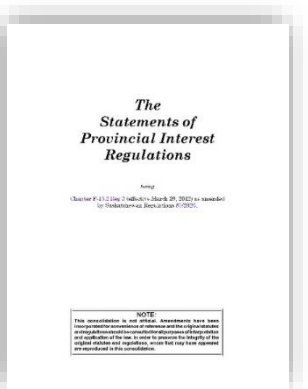 The
Statements of
Provincial Interest
Regulations
being
Chapter P-13.2 Reg 3 (effective March 29, 2012) as amended
by Saskatchewan Regulations 87/2020.
NOTE:
This consolidation is not official. Amendments have been
incorporated for convenience of reference and the original statutes
and regulations should be consulted for all purposes of interpretation
and application of the law. In order to preserve the integrity of the
original statutes and regulations, errors that may have appeared
are reproduced in this consolidation.